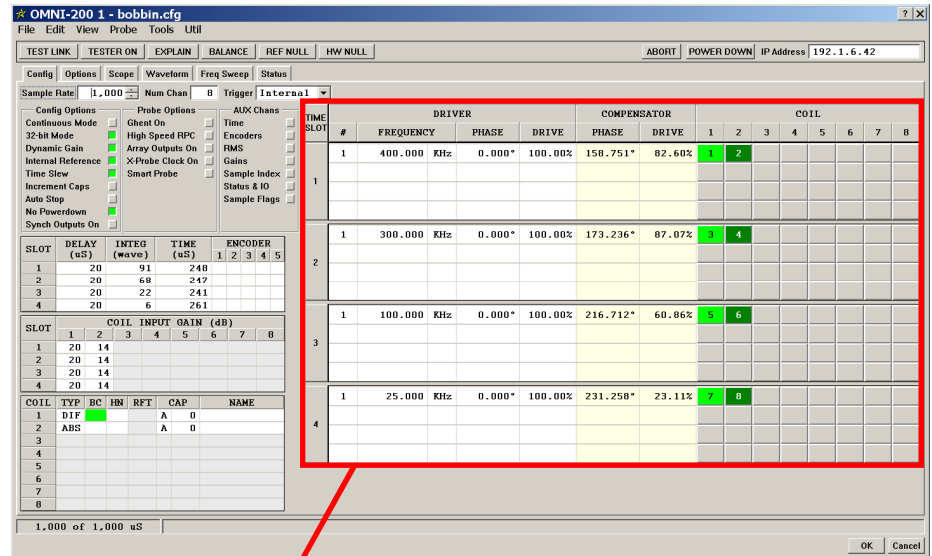 OMNI-200 1 - bobbin.cfg
File Edit View Probe Tools Util
TEST LINK TESTER ON EXPLAIN BALANCE REF NULL HW NULL ABORT POWER DOWN IP Address 192.1.6.42
Config Options Scope Waveform Freq Sweep Status
Sample Rate 1,000 Num Chan 8 Trigger Internal
Config Options Probe Options AUX Chans
Continuous Mode Ghent On Time
32-bit Mode High Speed RPC Encoders
Dynamic Gain Array Outputs On RMS
Internal Reference X-Probe Clock On Gains
Time Slew Smart Probe Sample Index
Increment Caps Status & IO
Auto Stop Sample Flags
No Powerdown
Synch Outputs On
SLOT DELAY (uS) INTEG (wave) TIME (uS) ENCODER
1 2 3 4 5
1 20 91 248
2 20 68 247
3 20 22 241
4 20 6 261
SLOT COIL INPUT GAIN (dB)
1 2 3 4 5 6 7 8
1 20 14
2 20 14
3 20 14
4 20 14
COIL TYP BC HN RFT CAP NAME
1 DIF A 0
2 ABS A 0
3
4
5
6
7
8
TIME SLOT DRIVER COMPENSATOR COIL
# FREQUENCY PHASE DRIVE PHASE DRIVE 1 2 3 4 5 6 7 8
1 1 400.000 KHz 0.000° 100.00% 158.751° 82.60% 1 2
2 1 300.000 KHz 0.000° 100.00% 173.236° 87.07% 3 4
3 1 100.000 KHz 0.000° 100.00% 216.712° 60.86% 5 6
4 1 25.000 KHz 0.000° 100.00% 231.258° 23.11% 7 8
1,000 of 1,000 uS
OK Cancel